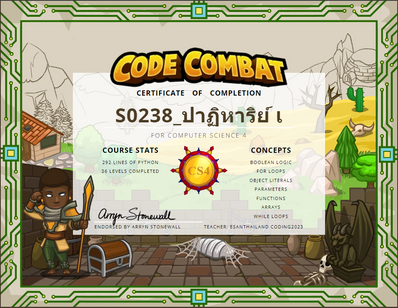 CODE COMBAT
CERTIFICATE OF COMPLETION
S0238_ปาฏิหาริย์ เ
FOR COMPUTER SCIENCE 4
COURSE STATS
292 LINES OF PYTHON
36 LEVELS COMPLETED
CS4
CONCEPTS
BOOLEAN LOGIC
FOR LOOPS
OBJECT LITERALS
PARAMETERS
FUNCTIONS
ARRAYS
WHILE LOOPS
Arryn Stonewall
ENDORSED BY ARRYN STONEWALL
TEACHER: ESANTHAILAND CODING2023